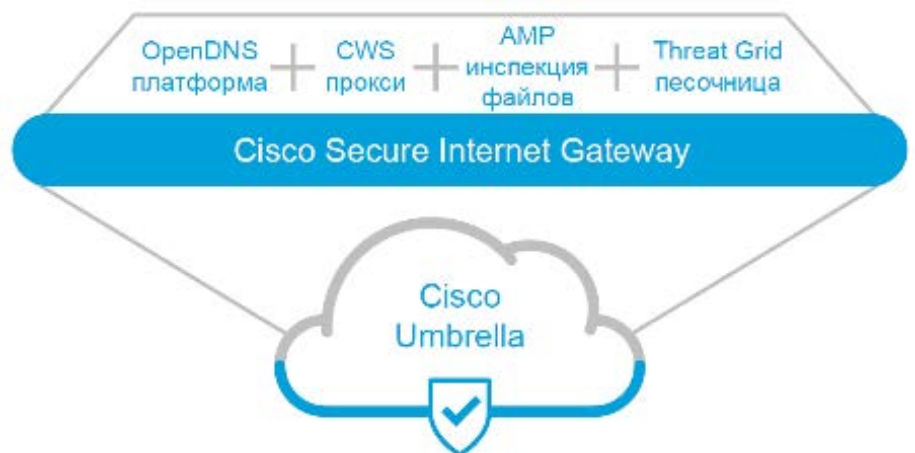 OpenDNS
платформа
CWS
прокси
AMP
инспекция
файлов
Threat Grid
песочница
Cisco Secure Internet Gateway
Cisco
Umbrella